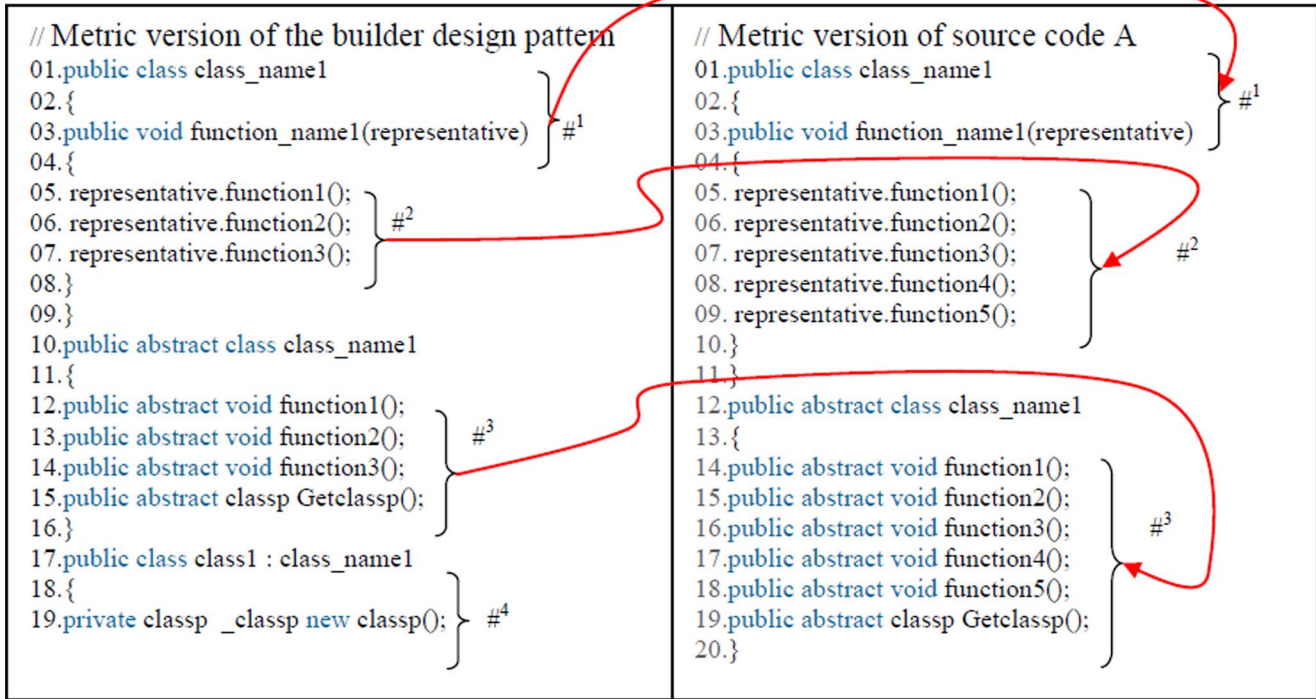 // Metric version of the builder design pattern
01.public class class_name1
02.{
03.public void function_name1(representative)
#1
04.{
05. representative.function1();
06. representative.function2();
#2
07. representative.function3();
08.}
09.}
10.public abstract class class_name1
11.{
12.public abstract void function1();
13.public abstract void function2();
#3
14.public abstract void function3();
15.public abstract classp Getclassp();
16.}
17.public class class1 : class_name1
18.{
19.private classp _classp new classp();
#4
// Metric version of source code A
01.public class class_name1
02.{
#1
03.public void function_name1(representative)
04.{
05. representative.function1();
06. representative.function2();
07. representative.function3();
#2
08. representative.function4();
09. representative.function5();
10.}
11.}
12.public abstract class class_name1
13.{
14.public abstract void function1();
15.public abstract void function2();
16.public abstract void function3();
#3
17.public abstract void function4();
18.public abstract void function5();
19.public abstract classp Getclassp();
20.}